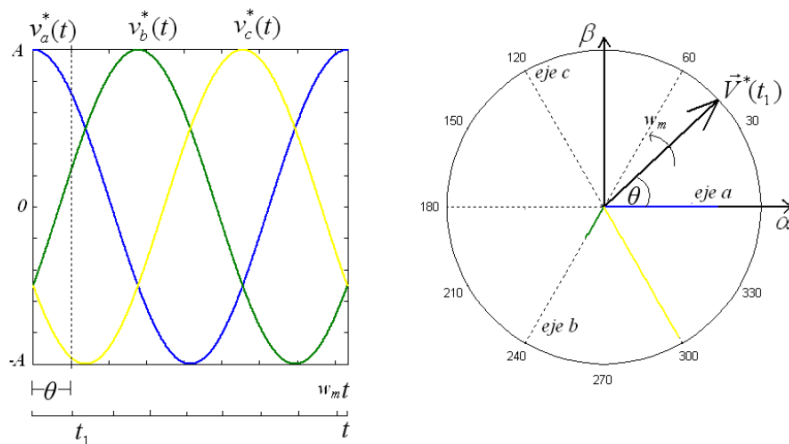 v*a(t) v*b(t) v*c(t)
A
0
-A
θ
wmt
t1
t
β
120
60
eje c
V⃗*(t1)
150
wm
30
θ
eje a
180
α
210
330
eje b
240
300
270